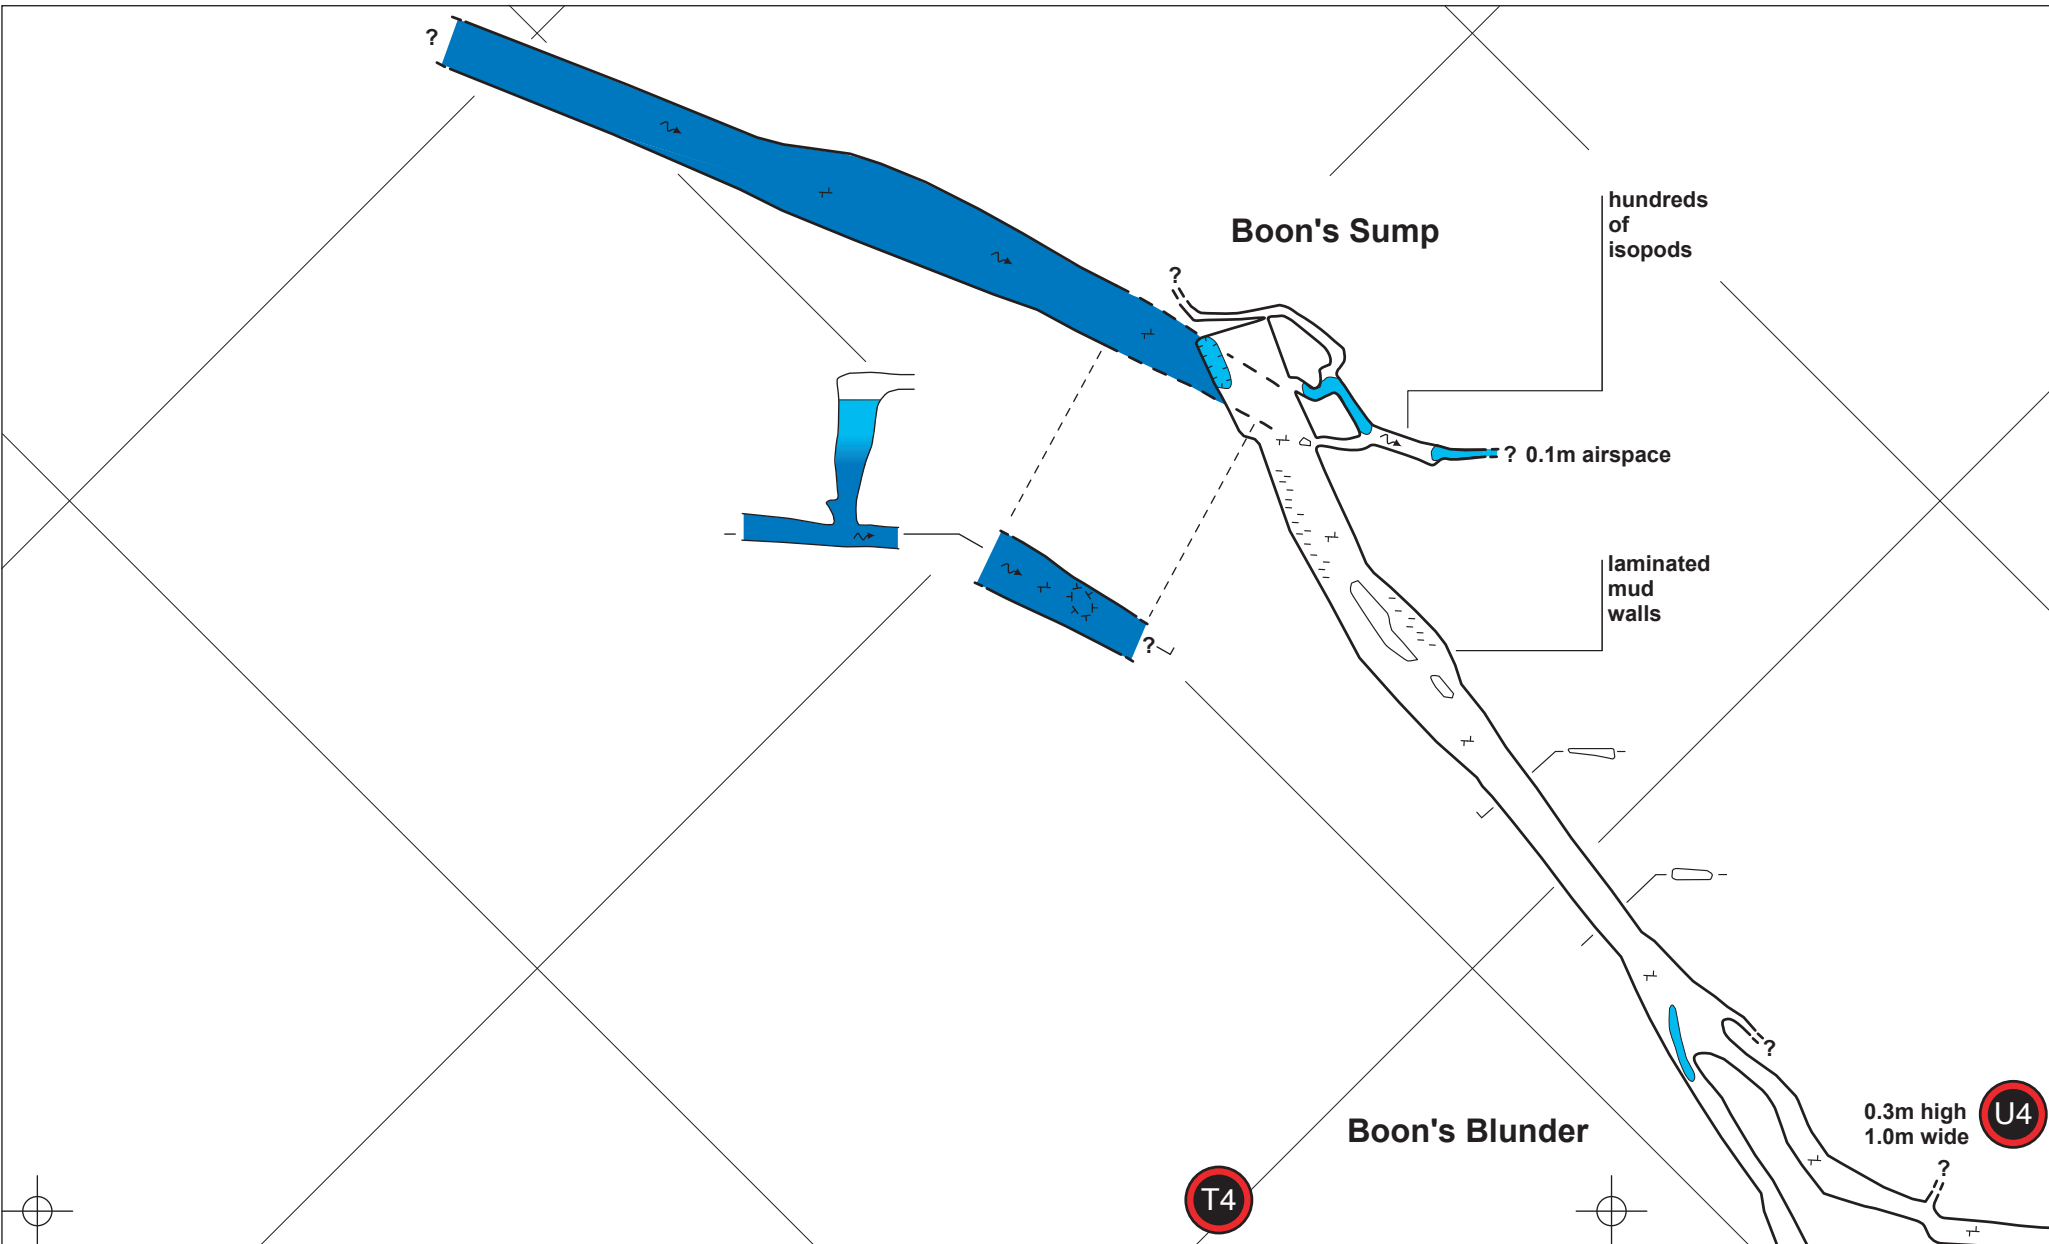 ?
hundreds
of
isopods
Boon's Sump
?
? 0.1m airspace
laminated
mud
walls
?
?
0.3m high
1.0m wide
U4
Boon's Blunder
?
T4